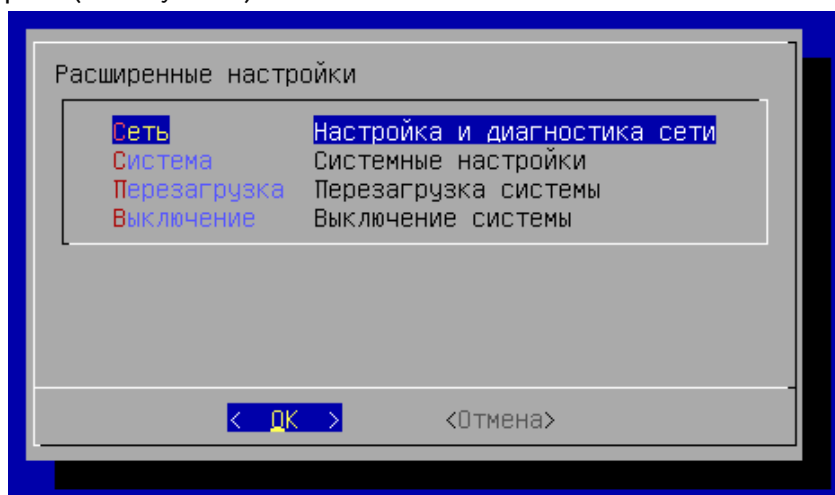 Расширенные настройки
Сеть Настройка и диагностика сети
Система Системные настройки
Перезагрузка Перезагрузка системы
Выключение Выключение системы
< OK > <Отмена>